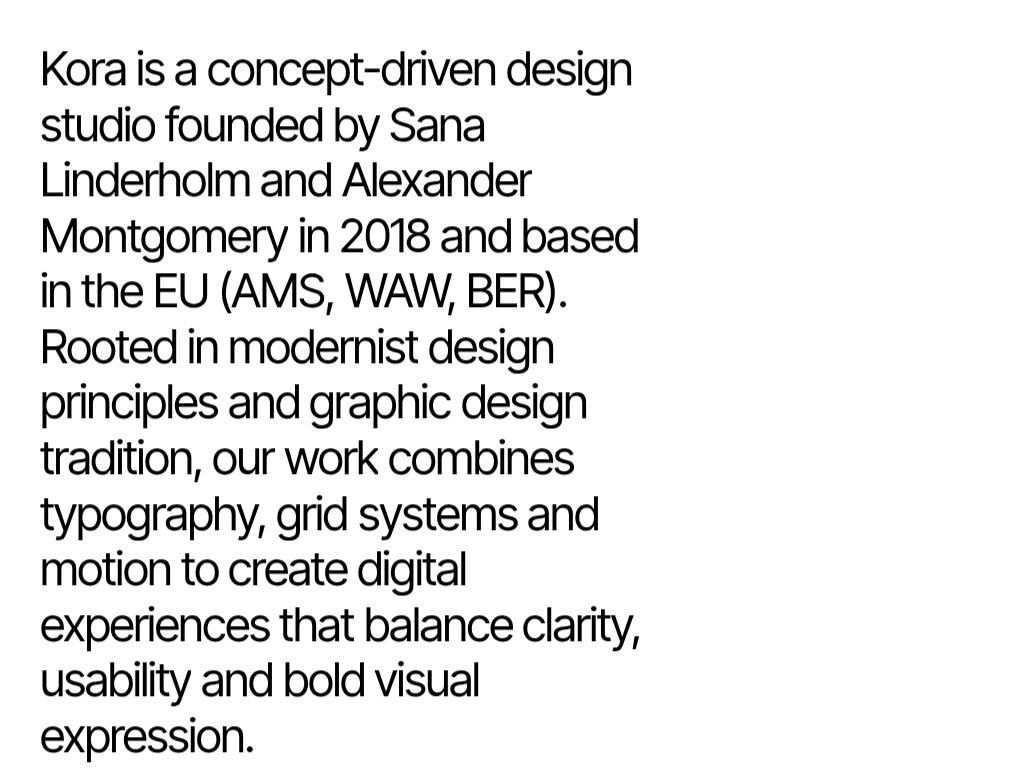 Kora is a concept-driven design
studio founded by Sana
Linderholm and Alexander
Montgomery in 2018 and based
in the EU (AMS, WAW, BER).
Rooted in modernist design
principles and graphic design
tradition, our work combines
typography, grid systems and
motion to create digital
experiences that balance clarity,
usability and bold visual
expression.